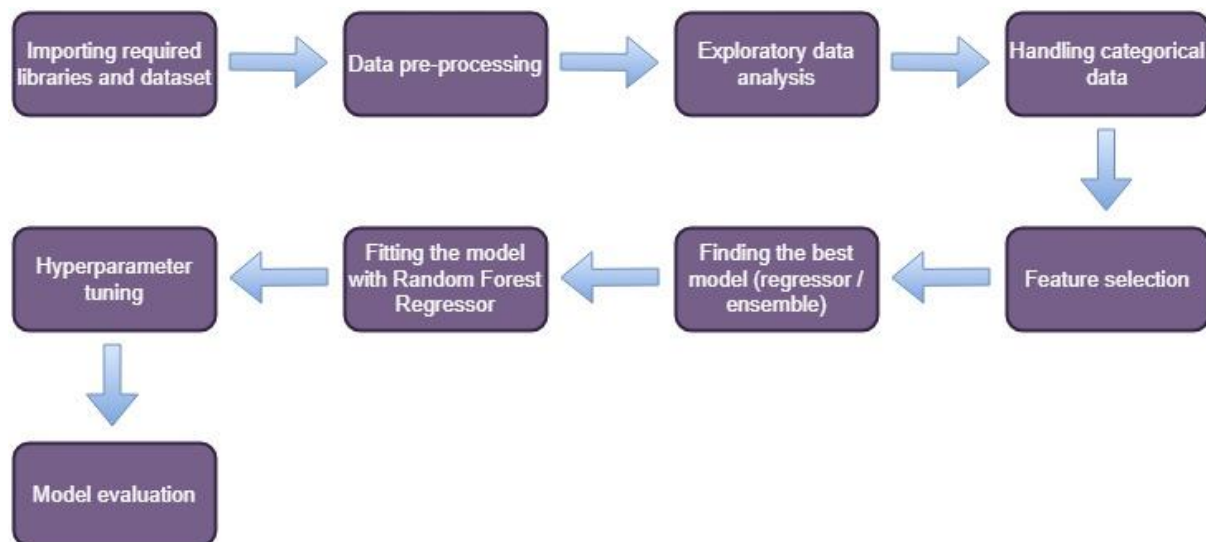 Importing required
libraries and dataset
Data pre-processing
Exploratory data
analysis
Handling categorical
data
Feature selection
Finding the best
model (regressor /
ensemble)
Fitting the model
with Random Forest
Regressor
Hyperparameter
tuning
Model evaluation